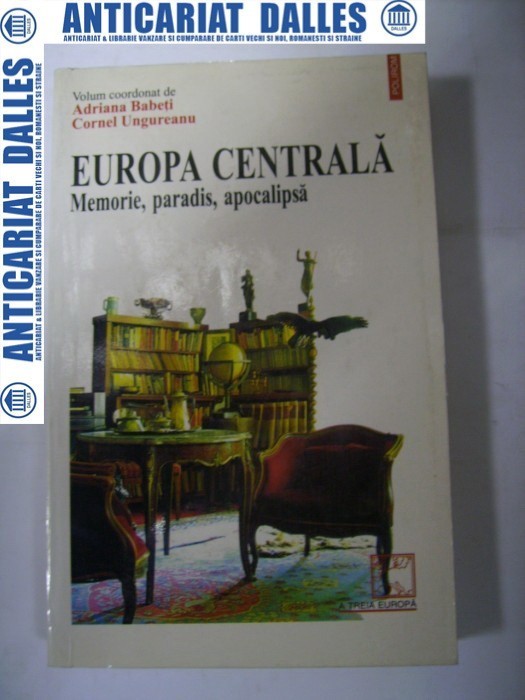 ANTICARIAT DALLES
ANTICARIAT & LIBRARIE VANZARE SI CUMPARARE DE CARTI VECHI SI NOI, ROMANESTI SI STRAINE
DALLES
ANTICARIAT DALLES
ANTICARIAT & LIBRARIE VANZARE SI CUMPARARE DE CARTI VECHI SI NOI, ROMANESTI SI STRAINE
DALLES
POLIROM
Volum coordonat de
Adriana Babeți
Cornel Ungureanu
EUROPA CENTRALĂ
Memorie, paradis, apocalipsă
A TREIA EUROPĂ